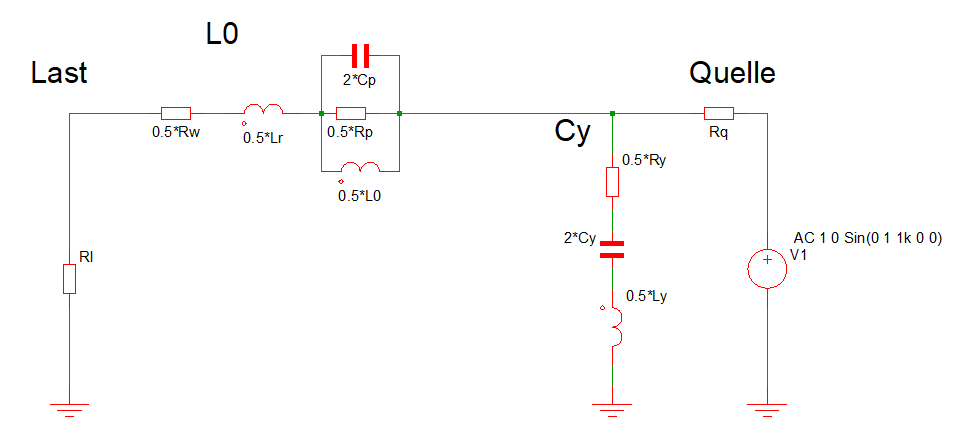 L0
Last
Quelle
2*Cp
0.5*Rw
0.5*Lr
0.5*Rp
Cy
Rq
0.5*Ry
0.5*L0
2*Cy
AC 1 0 Sin(0 1 1k 0 0)
V1
Rl
0.5*Ly